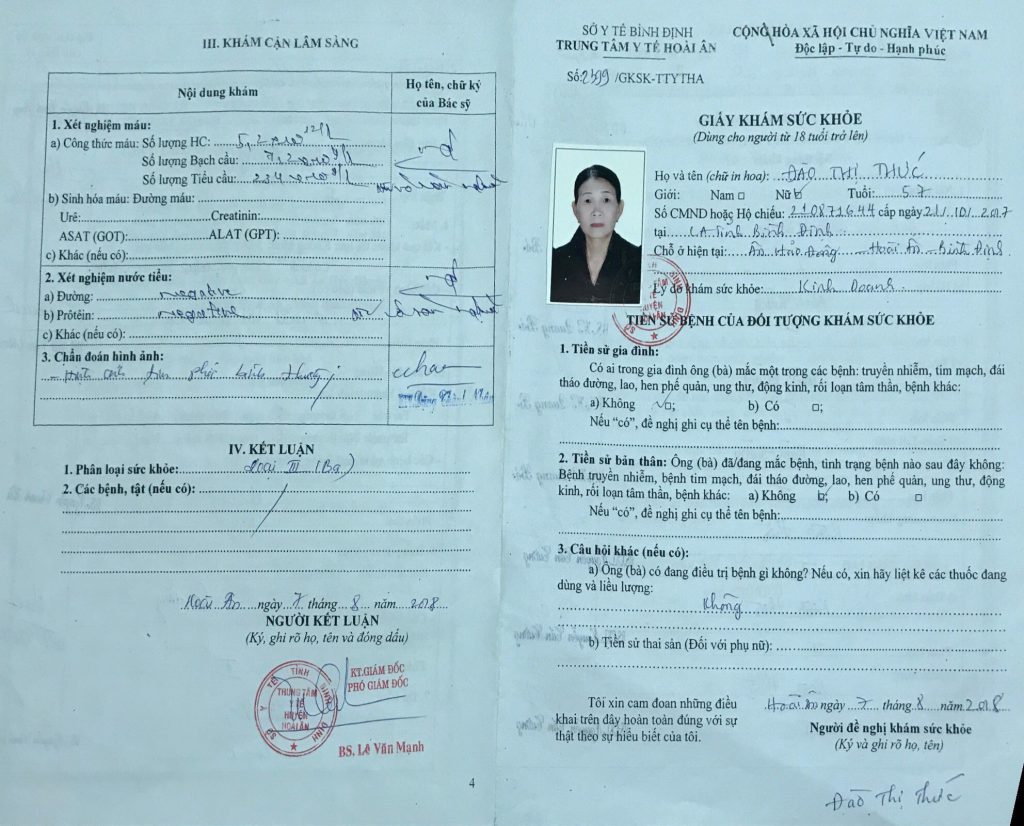 III. KHÁM CẬN LÂM SÀNG
Nội dung khám
Họ tên, chữ ký
của Bác sỹ
1. Xét nghiệm máu:
a) Công thức máu: Số lượng HC:
Số lượng Bạch cầu:
Số lượng Tiểu cầu:
b) Sinh hóa máu: Đường máu:
Urê: Creatinin:
ASAT (GOT): ALAT (GPT):
c) Khác (nếu có):
2. Xét nghiệm nước tiểu:
a) Đường: negative
b) Prôtêin: negative
c) Khác (nếu có):
3. Chẩn đoán hình ảnh:
IV. KẾT LUẬN
1. Phân loại sức khỏe: Loại III (Ba)
2. Các bệnh, tật (nếu có):
Hoài Ân ngày 7 tháng 8 năm 2018
NGƯỜI KẾT LUẬN
(Ký, ghi rõ họ, tên và đóng dấu)
KT.GIÁM ĐỐC
PHÓ GIÁM ĐỐC
TRUNG TÂM
Y TẾ
HUYỆN
HOÀI ÂN
BS. Lê Văn Mạnh
4
SỞ Y TẾ BÌNH ĐỊNH
TRUNG TÂM Y TẾ HOÀI ÂN
CỘNG HÒA XÃ HỘI CHỦ NGHĨA VIỆT NAM
Độc lập - Tự do - Hạnh phúc
Số: 2599 /GKSK-TTYTHA
GIẤY KHÁM SỨC KHỎE
(Dùng cho người từ 18 tuổi trở lên)
Họ và tên (chữ in hoa): ĐÀO THỊ THỨC
Giới: Nam Nữ Tuổi: 57
Số CMND hoặc Hộ chiếu: 210871644 cấp ngày 21/10/2017
tại CA Tỉnh Bình Định
Chỗ ở hiện tại: Ân Hảo Đông - Hoài Ân - Bình Định
Lý do khám sức khỏe: Kinh Doanh
TIỀN SỬ BỆNH CỦA ĐỐI TƯỢNG KHÁM SỨC KHỎE
1. Tiền sử gia đình:
Có ai trong gia đình ông (bà) mắc một trong các bệnh: truyền nhiễm, tim mạch, đái
tháo đường, lao, hen phế quản, ung thư, động kinh, rối loạn tâm thần, bệnh khác:
a) Không ; b) Có ;
Nếu “có”, đề nghị ghi cụ thể tên bệnh:
2. Tiền sử bản thân: Ông (bà) đã/đang mắc bệnh, tình trạng bệnh nào sau đây không:
Bệnh truyền nhiễm, bệnh tim mạch, đái tháo đường, lao, hen phế quản, ung thư, động
kinh, rối loạn tâm thần, bệnh khác: a) Không ; b) Có
Nếu “có”, đề nghị ghi cụ thể tên bệnh:
3. Câu hỏi khác (nếu có):
a) Ông (bà) có đang điều trị bệnh gì không? Nếu có, xin hãy liệt kê các thuốc đang
dùng và liều lượng:
Không
b) Tiền sử thai sản (Đối với phụ nữ):
Tôi xin cam đoan những điều
khai trên đây hoàn toàn đúng với sự
thật theo sự hiểu biết của tôi.
Hoài Ân ngày 7 tháng 8 năm 2018
Người đề nghị khám sức khỏe
(Ký và ghi rõ họ, tên)
Đào Thị Thức